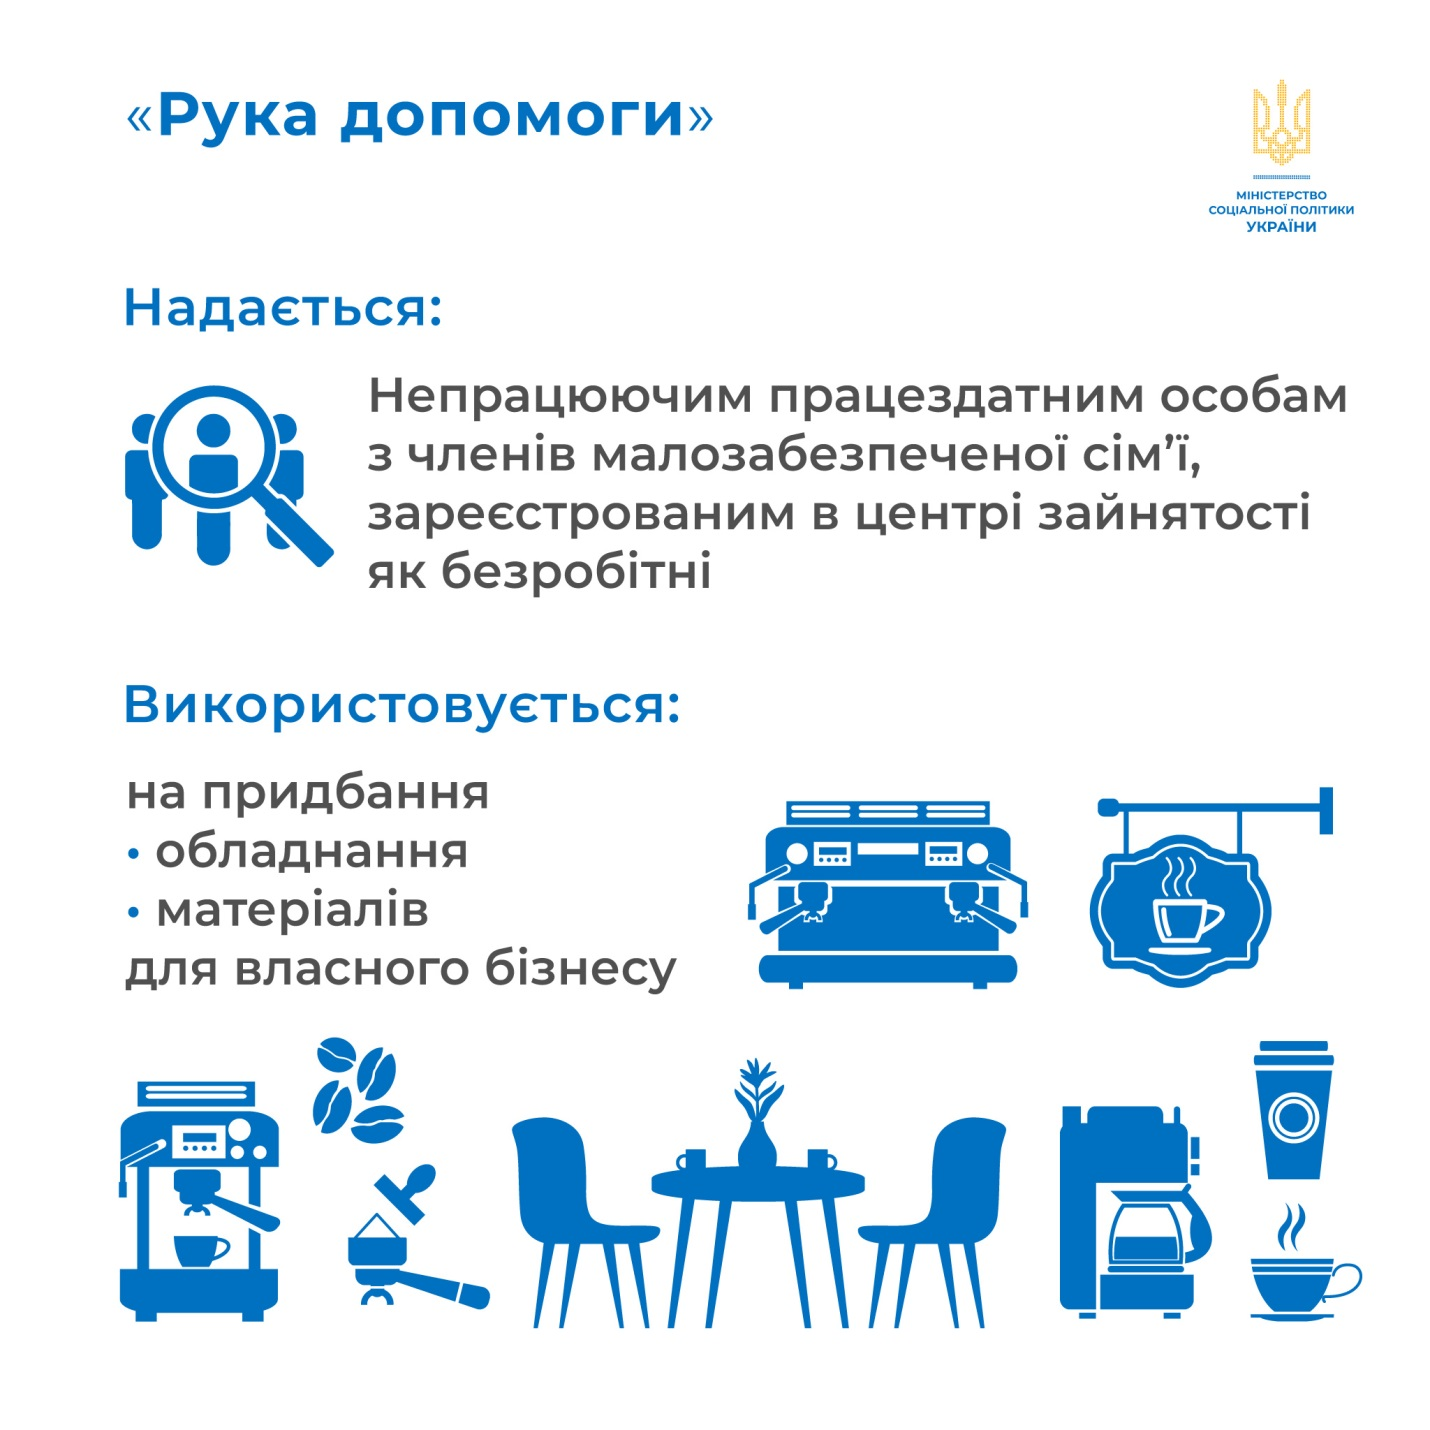 «Рука допомоги»
МІНІСТЕРСТВО
СОЦІАЛЬНОЇ ПОЛІТИКИ
УКРАЇНИ
Надається:
Непрацюючим працездатним особам
з членів малозабезпеченої сім’ї,
зареєстрованим в центрі зайнятості
як безробітні
Використовується:
на придбання
• обладнання
• матеріалів
для власного бізнесу